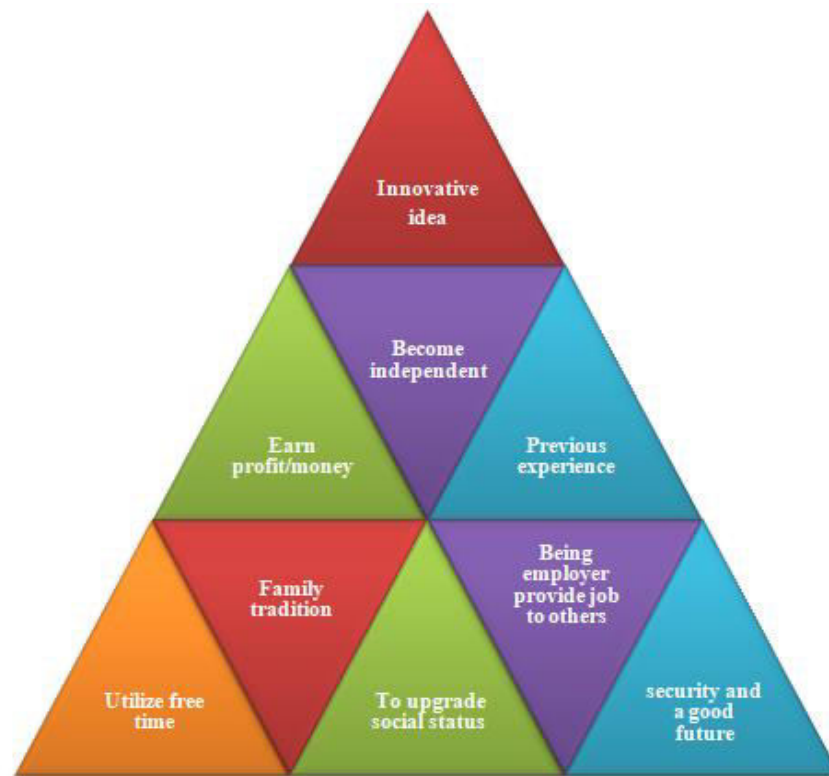 Innovative
idea
Become
independent
Earn
profit/money
Previous
experience
Family
tradition
Being
employer
provide job
to others
Utilize free
time
To upgrade
social status
security and
a good
future